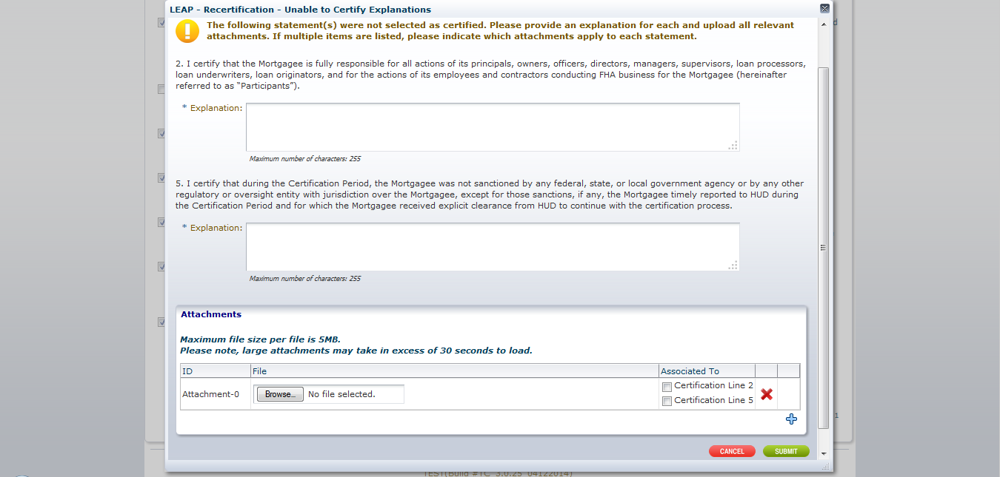 LEAP - Recertification - Unable to Certify Explanations
The following statement(s) were not selected as certified. Please provide an explanation for each and upload all relevant
attachments. If multiple items are listed, please indicate which attachments apply to each statement.
2. I certify that the Mortgagee is fully responsible for all actions of its principals, owners, officers, directors, managers, supervisors, loan processors,
loan underwriters, loan originators, and for the actions of its employees and contractors conducting FHA business for the Mortgagee (hereinafter
referred to as “Participants”).
* Explanation:
Maximum number of characters: 255
5. I certify that during the Certification Period, the Mortgagee was not sanctioned by any federal, state, or local government agency or by any other
regulatory or oversight entity with jurisdiction over the Mortgagee, except for those sanctions, if any, the Mortgagee timely reported to HUD during
the Certification Period and for which the Mortgagee received explicit clearance from HUD to continue with the certification process.
* Explanation:
Maximum number of characters: 255
Attachments
Maximum file size per file is 5MB.
Please note, large attachments may take in excess of 30 seconds to load.
ID File Associated To
Attachment-0 Browse... No file selected. Certification Line 2
Certification Line 5
CANCEL SUBMIT
TEST(Build #TC_3.0.25_04122014)